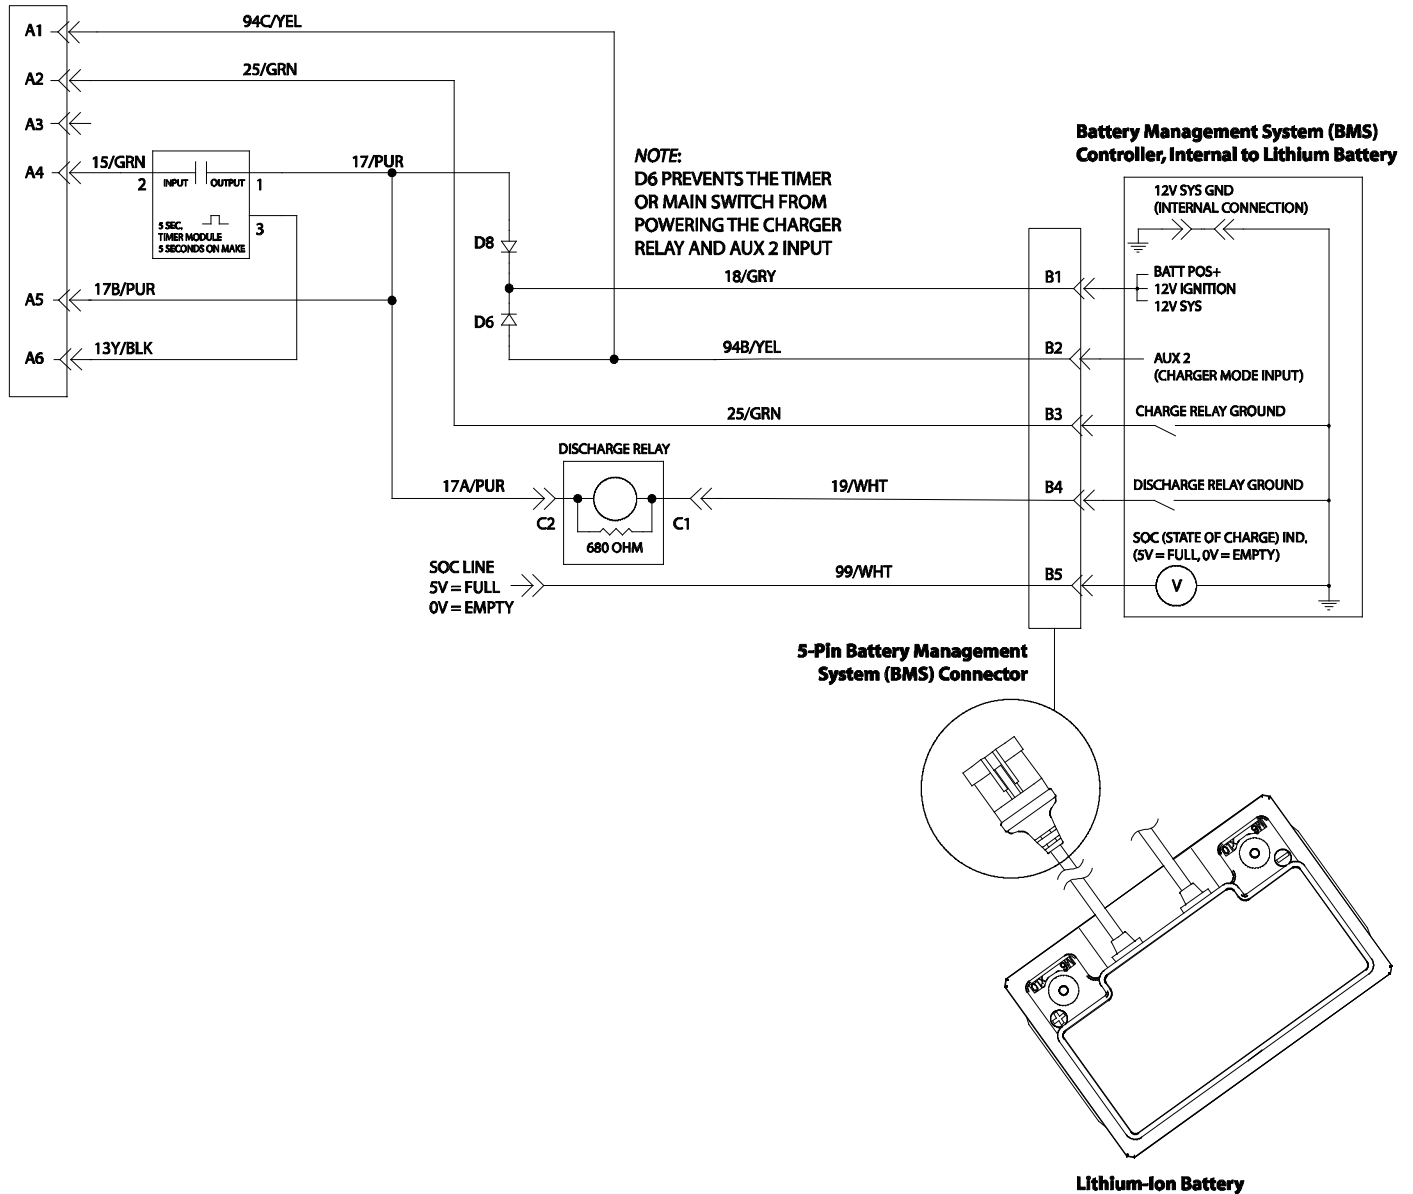 A1
94C/YEL
A2
25/GRN
A3
A4
15/GRN
2
INPUT
OUTPUT
1
17/PUR
5 SEC,
TIMER MODULE
5 SECONDS ON MAKE
3
A5
17B/PUR
A6
13Y/BLK
NOTE:
D6 PREVENTS THE TIMER
OR MAIN SWITCH FROM
POWERING THE CHARGER
RELAY AND AUX 2 INPUT
D8
D6
18/GRY
94B/YEL
25/GRN
DISCHARGE RELAY
17A/PUR
C2
C1
680 OHM
19/WHT
SOC LINE
5V = FULL
0V = EMPTY
99/WHT
B1
B2
B3
B4
B5
Battery Management System (BMS)
Controller, Internal to Lithium Battery
12V SYS GND
(INTERNAL CONNECTION)
BATT POS+
12V IGNITION
12V SYS
AUX 2
(CHARGER MODE INPUT)
CHARGE RELAY GROUND
DISCHARGE RELAY GROUND
SOC (STATE OF CHARGE) IND,
(5V = FULL, 0V = EMPTY)
V
5-Pin Battery Management
System (BMS) Connector
M6
M6
Lithium-Ion Battery